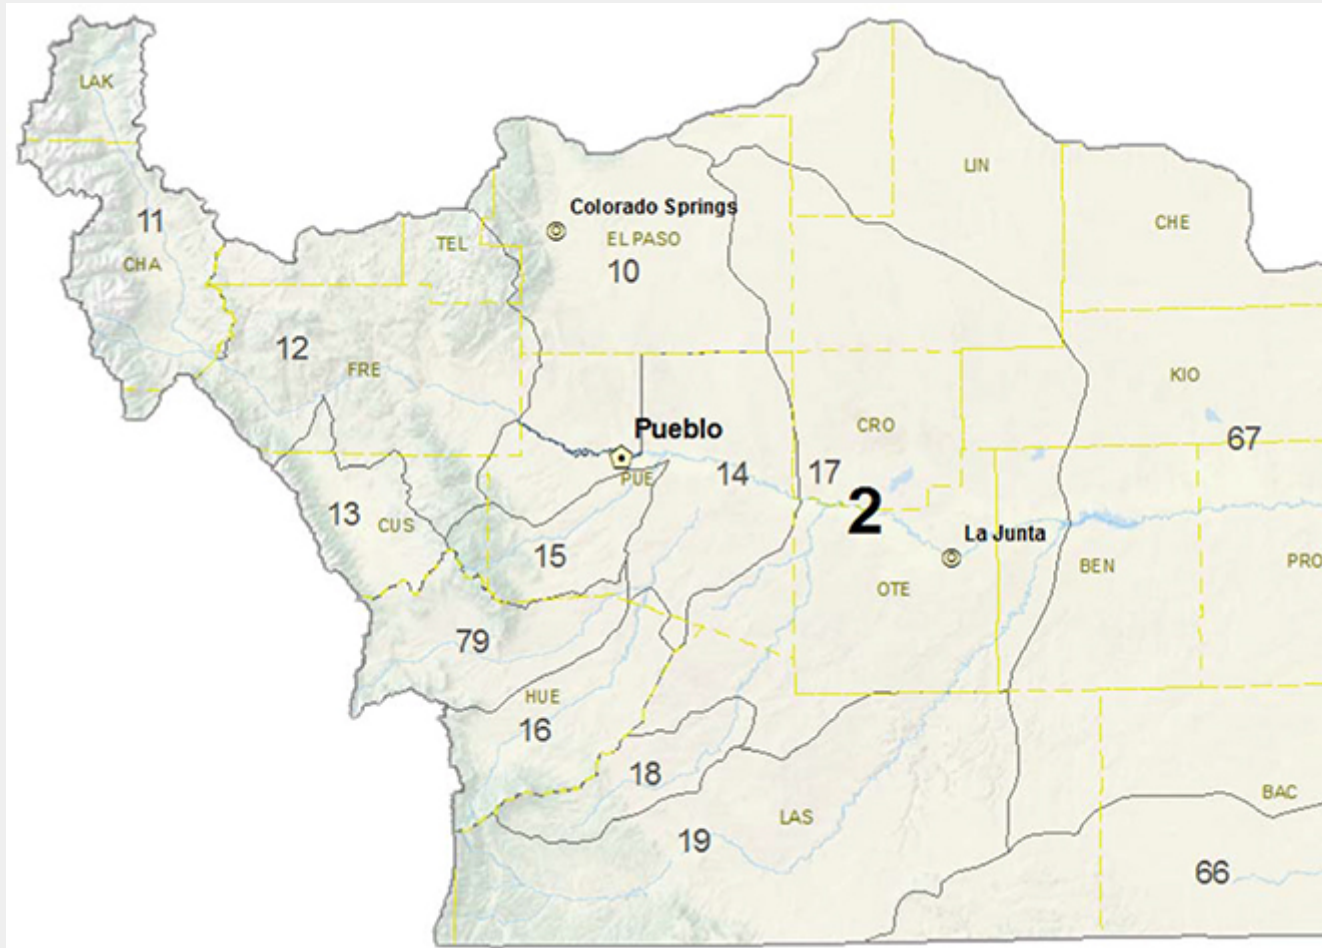 LAK
LIN
11
Colorado Springs
CHE
TEL
EL PASO
CHA
10
12
FRE
KIO
Pueblo
CRO
67
14
17
PUE
13
CUS
2
La Junta
15
BEN
PRO
OTE
79
HUE
16
18
BAC
LAS
19
66